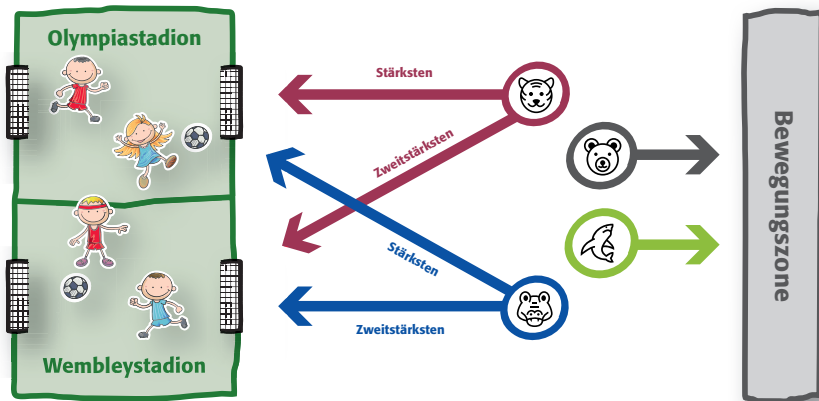 Olympiastadion
Stärksten
Zweitstärksten
Stärksten
Zweitstärksten
Wembleystadion
Bewegungszone